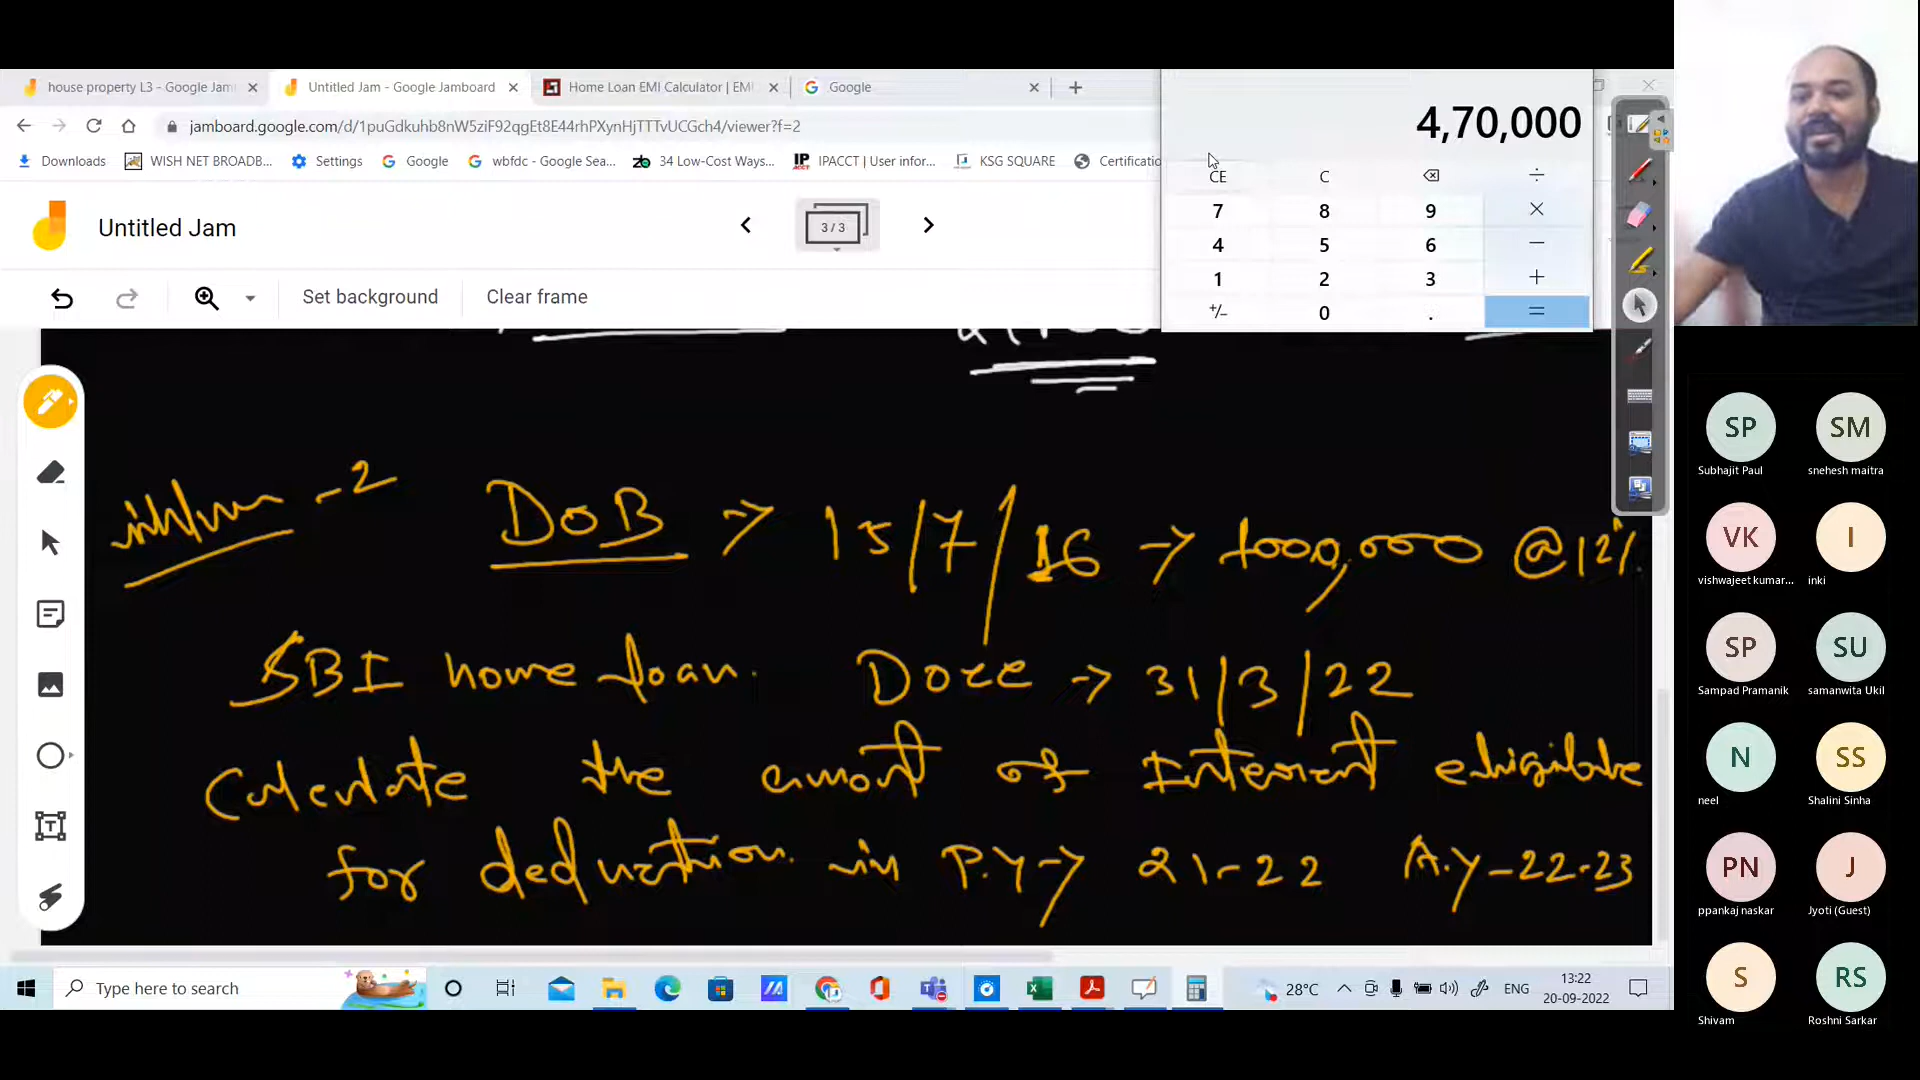 house property L3 - Google Jam
Untitled Jam - Google Jamboard
Home Loan EMI Calculator | EMI
Google
jamboard.google.com/d/1puGdkuhb8nW5ziF92qgEt8E44rhPXynHjTTTvUCGch4/viewer?f=2
Downloads
WISH NET BROADB...
Settings
Google
wbfdc - Google Sea...
34 Low-Cost Ways...
IPACCT | User infor...
KSG SQUARE
Certificatio
4,70,000
CE C ⌫ ÷
7 8 9 ×
4 5 6 −
1 2 3 +
+/- 0 . =
Untitled Jam
3 / 3
Set background
Clear frame
-2 DOB → 15/7/16 → 1000,000 @12%
SBI home loan. DOCC → 31/3/22
Calculate the amount of Interest eligible
for deduction in P.Y → 21-22 A.Y-22-23
Type here to search
28°C
ENG
13:22
20-09-2022
SP
Subhajit Paul
SM
snehesh maitra
VK
vishwajeet kumar...
I
inki
SP
Sampad Pramanik
SU
samanwita Ukil
N
neel
SS
Shalini Sinha
PN
ppankaj naskar
J
Jyoti (Guest)
S
Shivam
RS
Roshni Sarkar